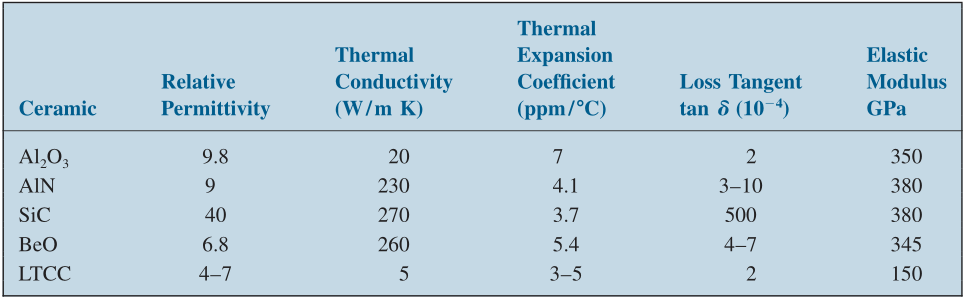 Ceramic Relative Permittivity Thermal Conductivity (W/m K) Thermal Expansion Coefficient (ppm/°C) Loss Tangent tan δ (10⁻⁴) Elastic Modulus GPa
Al₂O₃ 9.8 20 7 2 350
AlN 9 230 4.1 3–10 380
SiC 40 270 3.7 500 380
BeO 6.8 260 5.4 4–7 345
LTCC 4–7 5 3–5 2 150